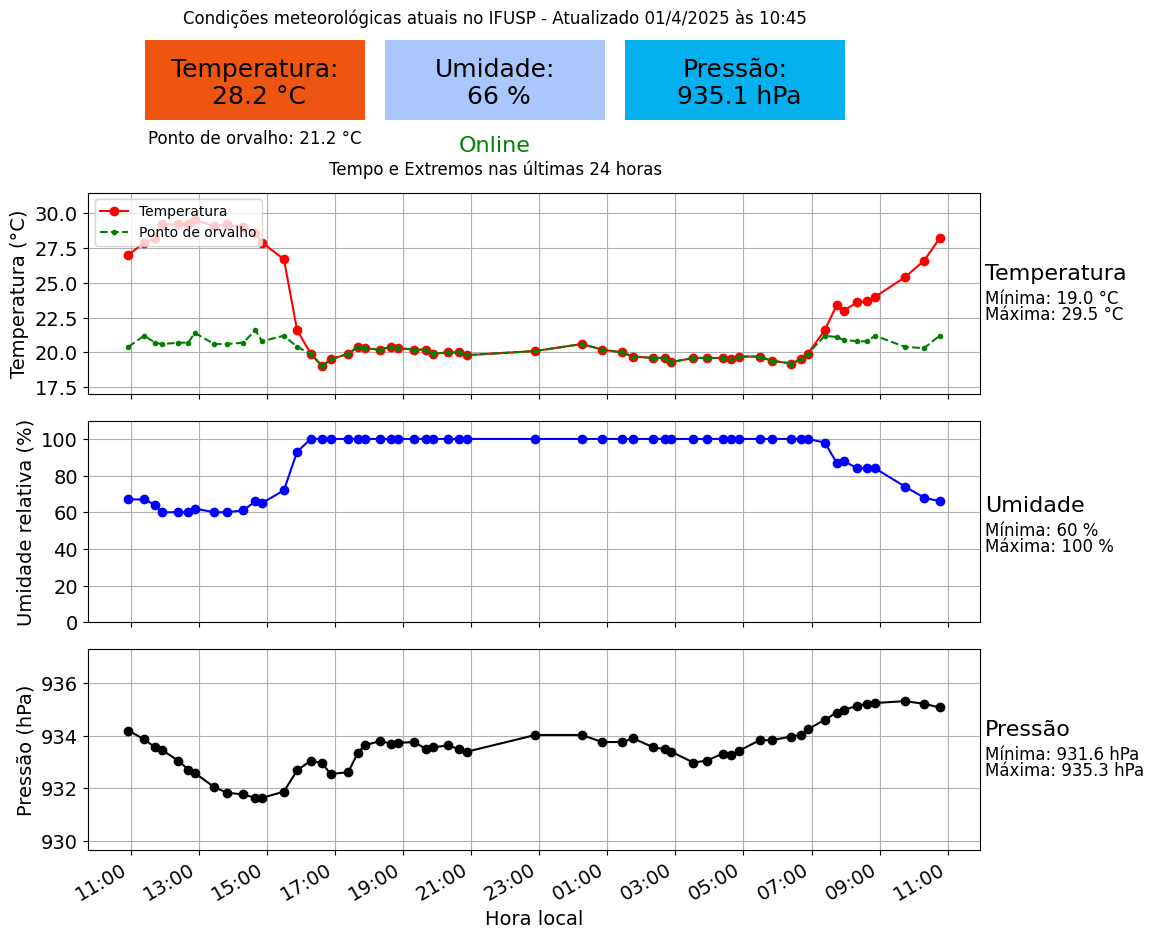 Condições meteorológicas atuais no IFUSP - Atualizado 01/4/2025 às 10:45
Temperatura:
28.2 °C
Umidade:
66 %
Pressão:
935.1 hPa
Ponto de orvalho: 21.2 °C
Online
Tempo e Extremos nas últimas 24 horas
Temperatura (°C)
30.0
27.5
25.0
22.5
20.0
17.5
Temperatura
Ponto de orvalho
Temperatura
Mínima: 19.0 °C
Máxima: 29.5 °C
Umidade relativa (%)
100
80
60
40
20
0
Umidade
Mínima: 60 %
Máxima: 100 %
Pressão (hPa)
936
934
932
930
Pressão
Mínima: 931.6 hPa
Máxima: 935.3 hPa
11:00 13:00 15:00 17:00 19:00 21:00 23:00 01:00 03:00 05:00 07:00 09:00 11:00
Hora local